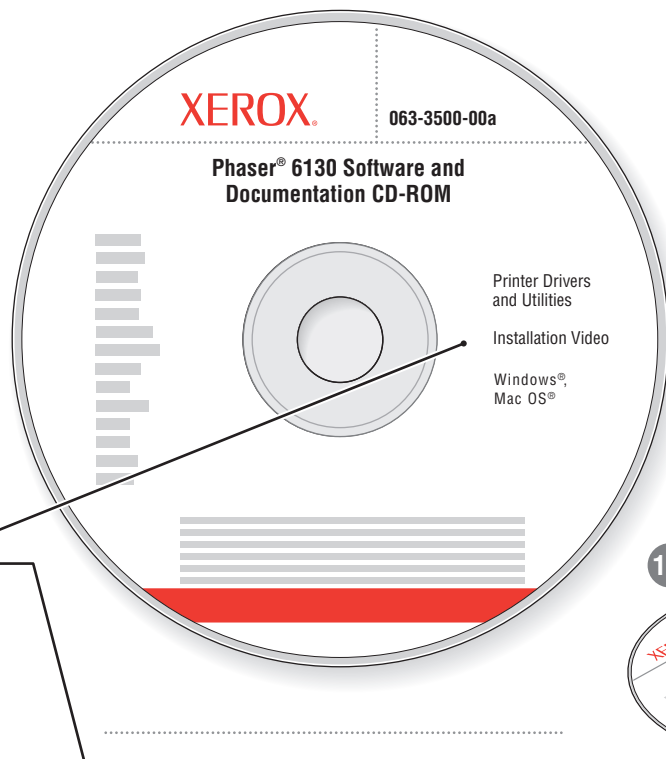 XEROX®
063-3500-00a
Phaser® 6130 Software and
Documentation CD-ROM
Printer Drivers
and Utilities
Installation Video
Windows®,
Mac OS®
1